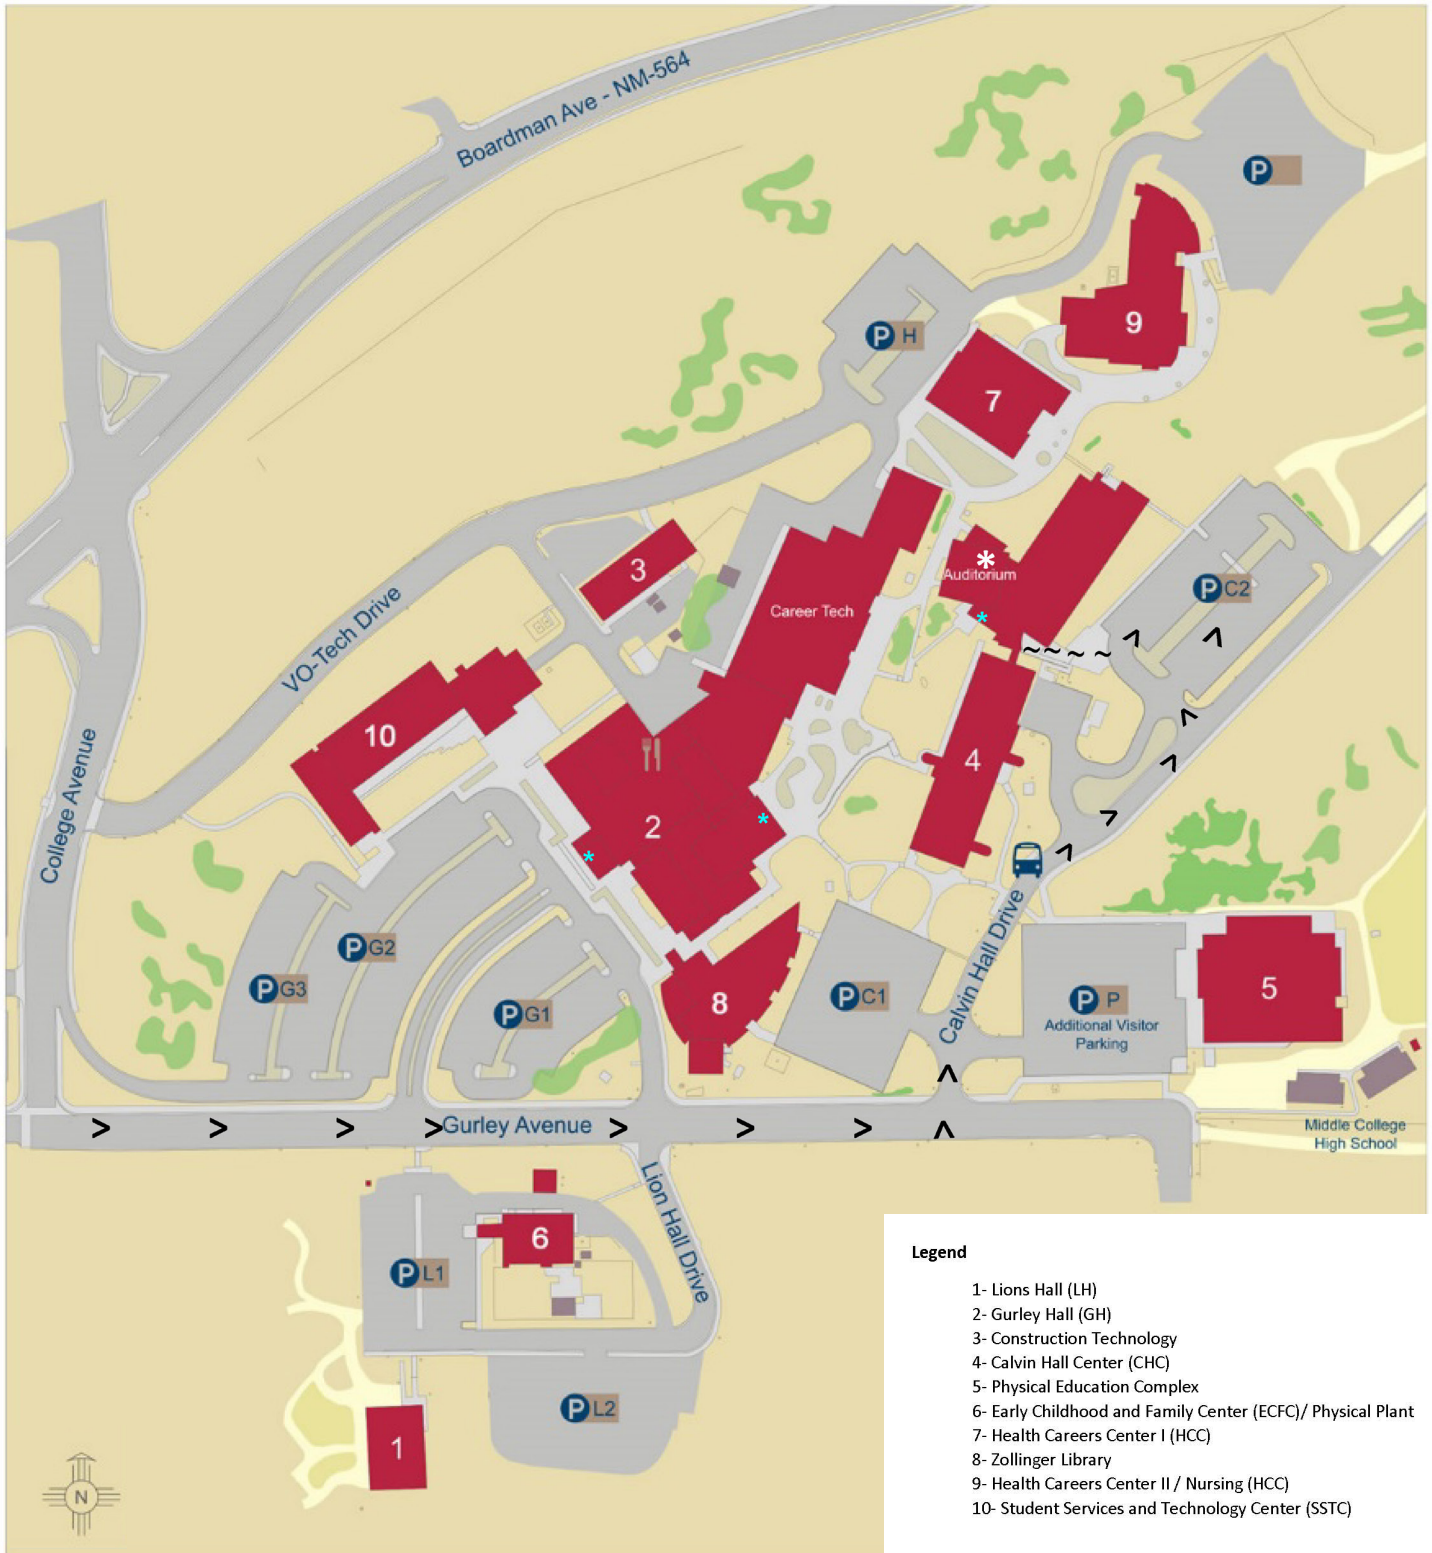 Boardman Ave - NM-564
P
9
P H
7
*
Auditorium
3
Career Tech
P C2
~~ ~ ~
VO-Tech Drive
10
4
College Avenue
2
*
*
*
P G2
P G3
P G1
8
P C1
Calvin Hall Drive
P P
Additional Visitor
Parking
5
> > > > Gurley Avenue > > >
Middle College
High School
Lion Hall Drive
6
P L1
P L2
1
N
Legend
1- Lions Hall (LH)
2- Gurley Hall (GH)
3- Construction Technology
4- Calvin Hall Center (CHC)
5- Physical Education Complex
6- Early Childhood and Family Center (ECFC)/ Physical Plant
7- Health Careers Center I (HCC)
8- Zollinger Library
9- Health Careers Center II / Nursing (HCC)
10- Student Services and Technology Center (SSTC)